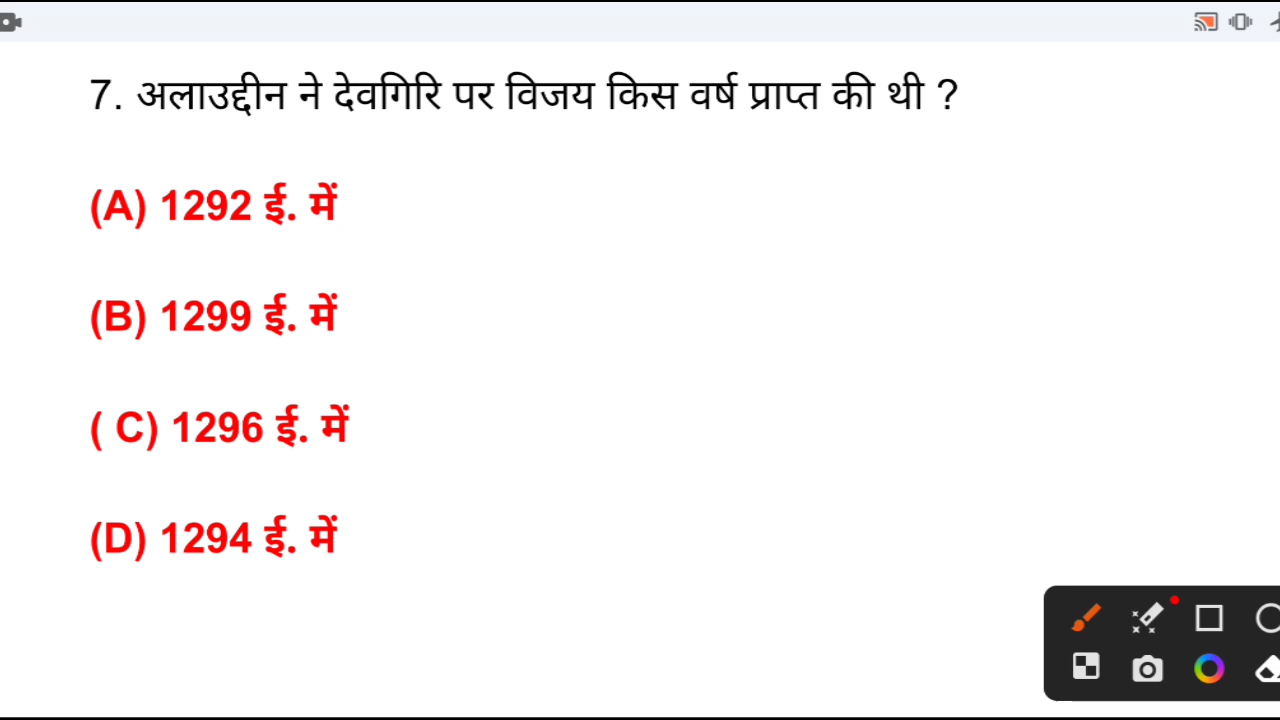 7. अलाउद्दीन ने देवगिरि पर विजय किस वर्ष प्राप्त की थी ?
(A) 1292 ई. में
(B) 1299 ई. में
( C) 1296 ई. में
(D) 1294 ई. में